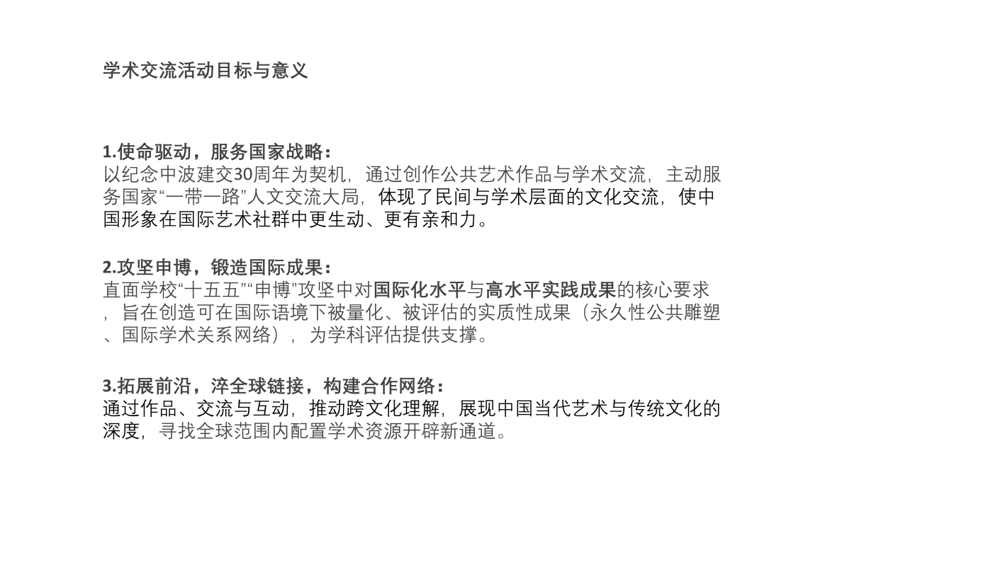 学术交流活动目标与意义
1.使命驱动，服务国家战略：
以纪念中波建交30周年为契机，通过创作公共艺术作品与学术交流，主动服
务国家“一带一路”人文交流大局，体现了民间与学术层面的文化交流，使中
国形象在国际艺术社群中更生动、更有亲和力。
2.攻坚申博，锻造国际成果：
直面学校“十五五”“申博”攻坚中对国际化水平与高水平实践成果的核心要求
，旨在创造可在国际语境下被量化、被评估的实质性成果（永久性公共雕塑
、国际学术关系网络），为学科评估提供支撑。
3.拓展前沿，淬全球链接，构建合作网络：
通过作品、交流与互动，推动跨文化理解，展现中国当代艺术与传统文化的
深度，寻找全球范围内配置学术资源开辟新通道。